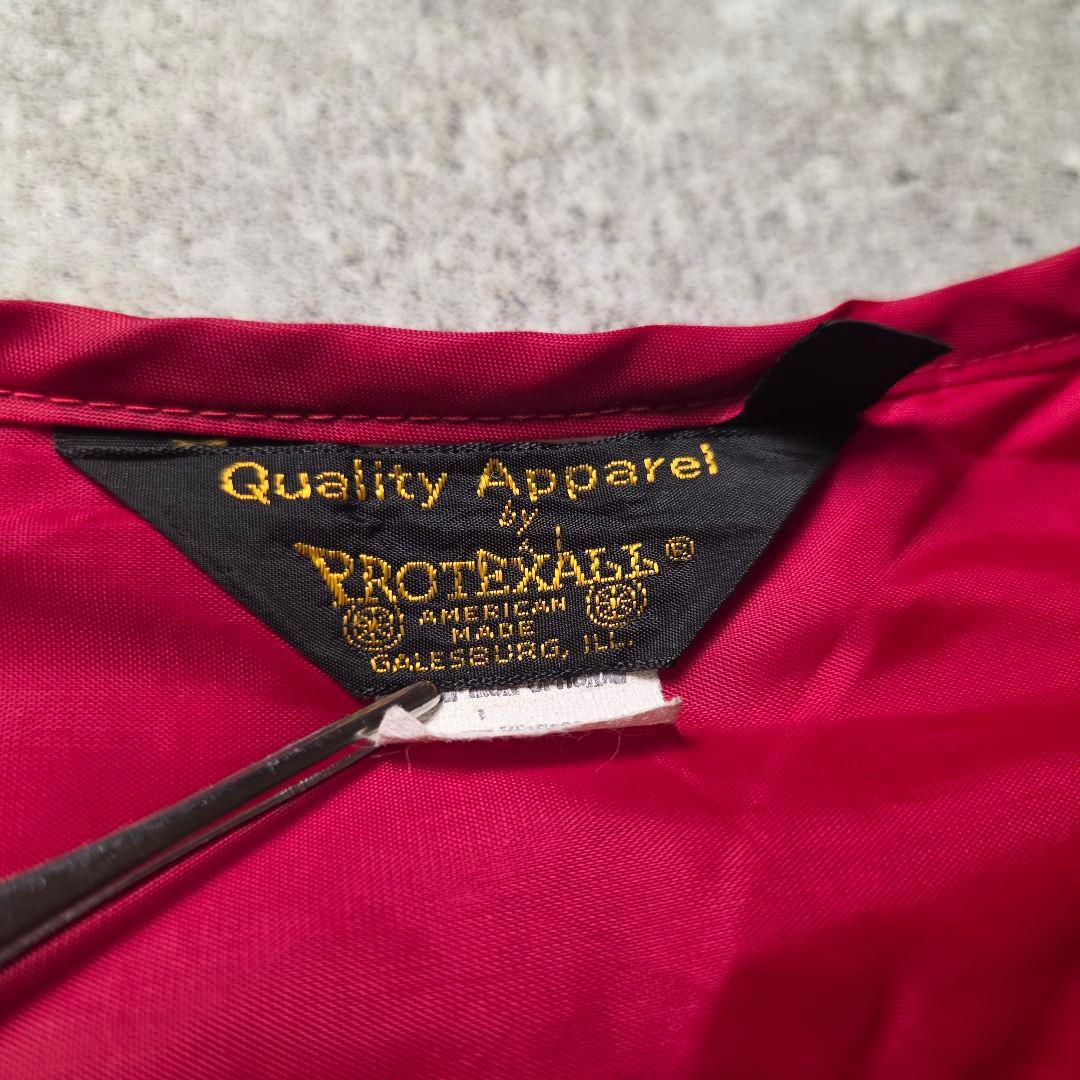 Quality Apparel
by
PROTEXALL®
AMERICAN
MADE
GALESBURG, ILL.